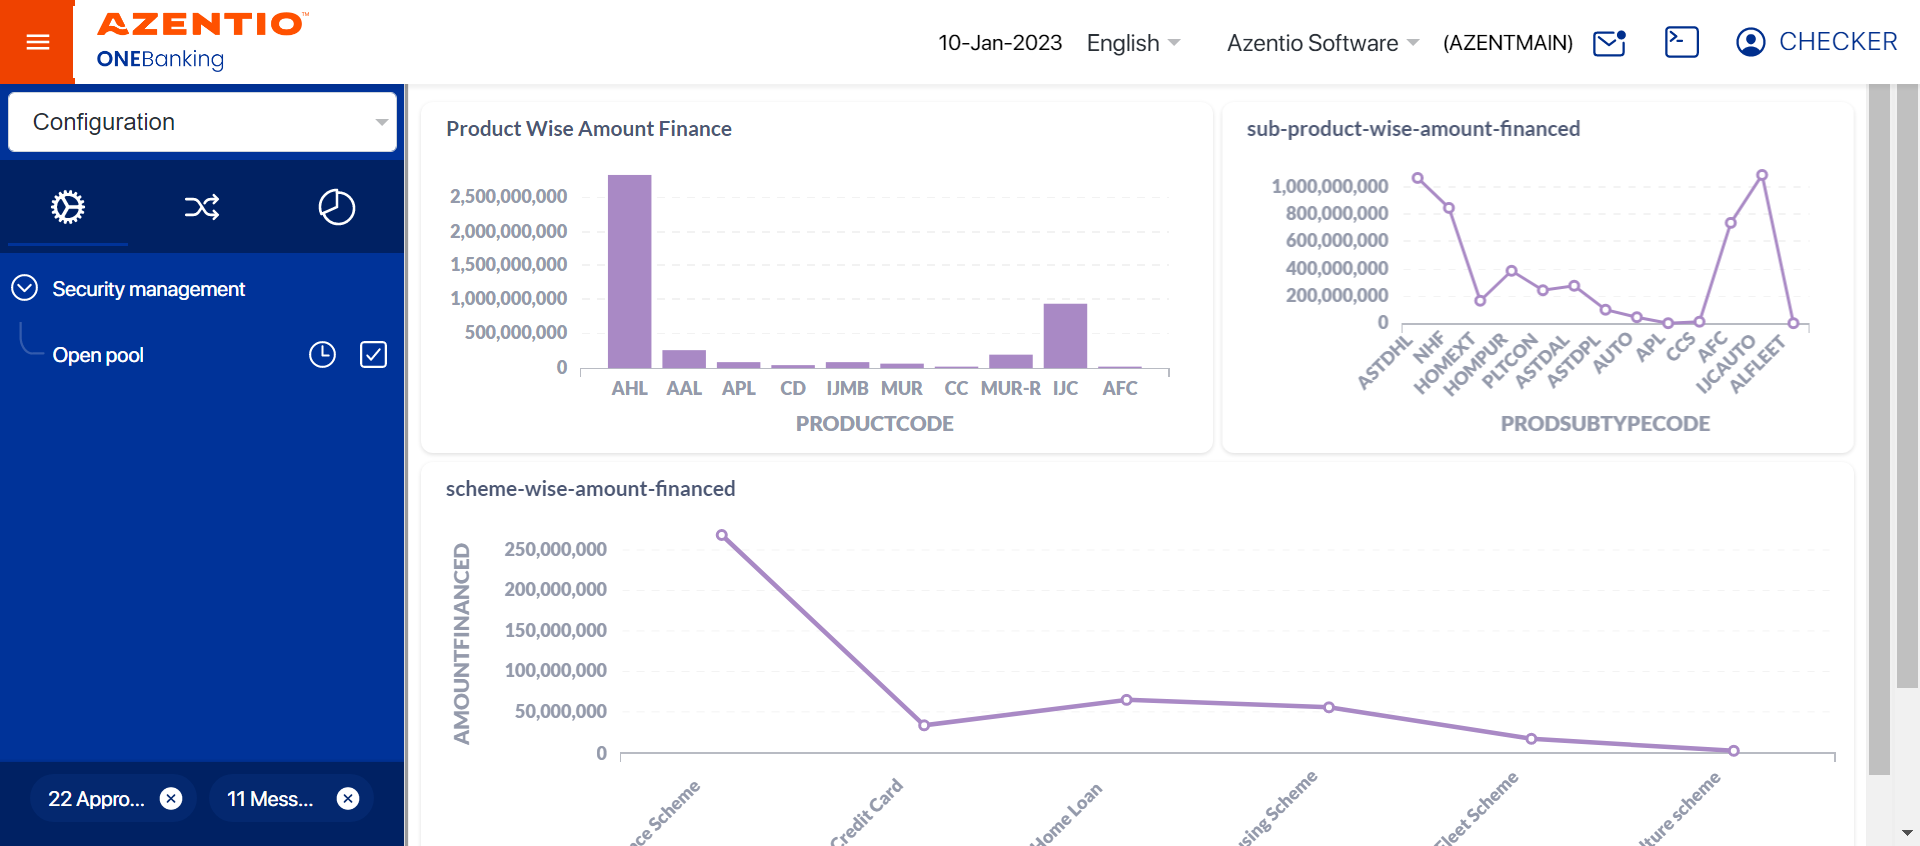 AZENTIO™
ONEBanking
10-Jan-2023
English
Azentio Software
(AZENTMAIN)
CHECKER
Configuration
Security management
Open pool
22 Appro...
11 Mess...
Product Wise Amount Finance
2,500,000,000
2,000,000,000
1,500,000,000
1,000,000,000
500,000,000
0
AHL AAL APL CD IJMB MUR CC MUR-R IJC AFC
PRODUCTCODE
sub-product-wise-amount-financed
1,000,000,000
800,000,000
600,000,000
400,000,000
200,000,000
0
ASTDHL
NHF
HOMEXT
HOMPUR
PLTCON
ASTDAL
ASTDPL
AUTO
APL
CCS
AFC
IJCAUTO
ALFLEET
PRODSUBTYPECODE
scheme-wise-amount-financed
AMOUNTFINANCED
250,000,000
200,000,000
150,000,000
100,000,000
50,000,000
0
ce Scheme
Credit Card
Home Loan
using Scheme
Fleet Scheme
lture scheme